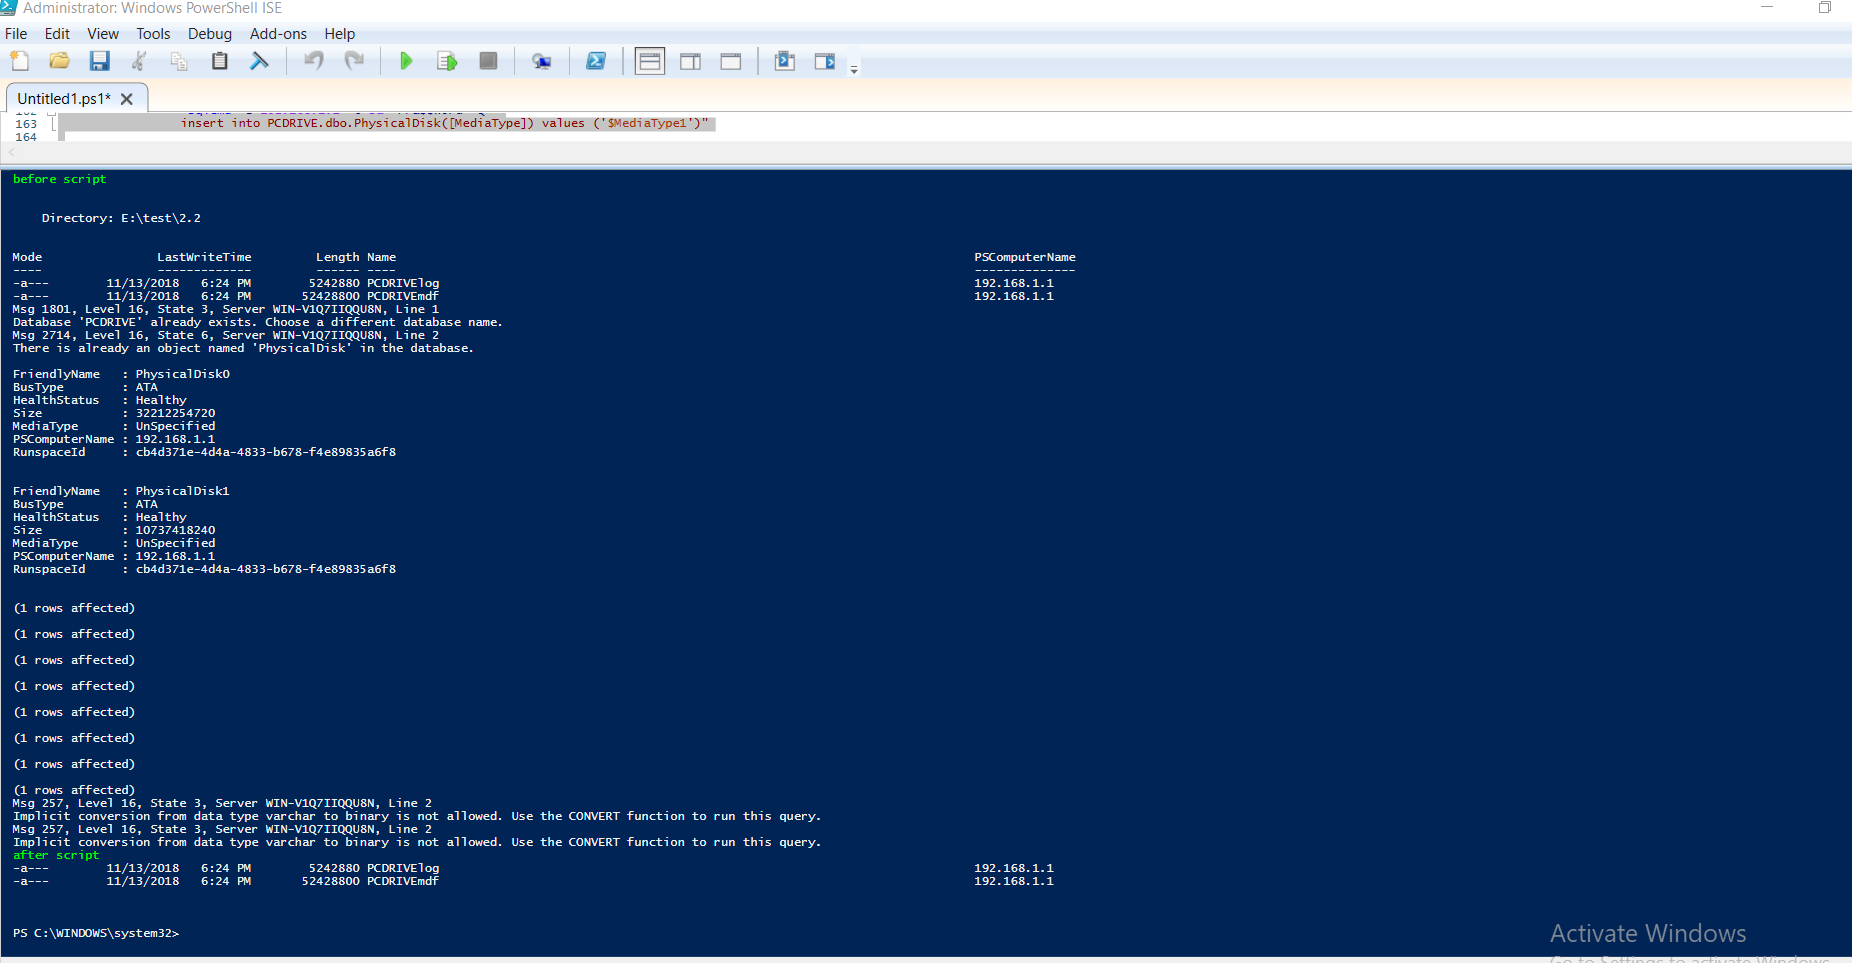 Administrator: Windows PowerShell ISE
File Edit View Tools Debug Add-ons Help
Untitled1.ps1*
163 insert into PCDRIVE.dbo.PhysicalDisk([MediaType]) values ('$MediaType1')"
164
before script
Directory: E:\test\2.2
Mode LastWriteTime Length Name PSComputerName
---- ------------- ------ ---- --------------
-a--- 11/13/2018 6:24 PM 5242880 PCDRIVElog 192.168.1.1
-a--- 11/13/2018 6:24 PM 52428800 PCDRIVEmdf 192.168.1.1
Msg 1801, Level 16, State 3, Server WIN-V1Q7IIQQU8N, Line 1
Database 'PCDRIVE' already exists. Choose a different database name.
Msg 2714, Level 16, State 6, Server WIN-V1Q7IIQQU8N, Line 2
There is already an object named 'PhysicalDisk' in the database.
FriendlyName : PhysicalDisk0
BusType : ATA
HealthStatus : Healthy
Size : 32212254720
MediaType : UnSpecified
PSComputerName : 192.168.1.1
RunspaceId : cb4d371e-4d4a-4833-b678-f4e89835a6f8
FriendlyName : PhysicalDisk1
BusType : ATA
HealthStatus : Healthy
Size : 10737418240
MediaType : UnSpecified
PSComputerName : 192.168.1.1
RunspaceId : cb4d371e-4d4a-4833-b678-f4e89835a6f8
(1 rows affected)
(1 rows affected)
(1 rows affected)
(1 rows affected)
(1 rows affected)
(1 rows affected)
(1 rows affected)
(1 rows affected)
Msg 257, Level 16, State 3, Server WIN-V1Q7IIQQU8N, Line 2
Implicit conversion from data type varchar to binary is not allowed. Use the CONVERT function to run this query.
Msg 257, Level 16, State 3, Server WIN-V1Q7IIQQU8N, Line 2
Implicit conversion from data type varchar to binary is not allowed. Use the CONVERT function to run this query.
after script
-a--- 11/13/2018 6:24 PM 5242880 PCDRIVElog 192.168.1.1
-a--- 11/13/2018 6:24 PM 52428800 PCDRIVEmdf 192.168.1.1
PS C:\WINDOWS\system32>
Activate Windows
Go to Settings to activate Windows.